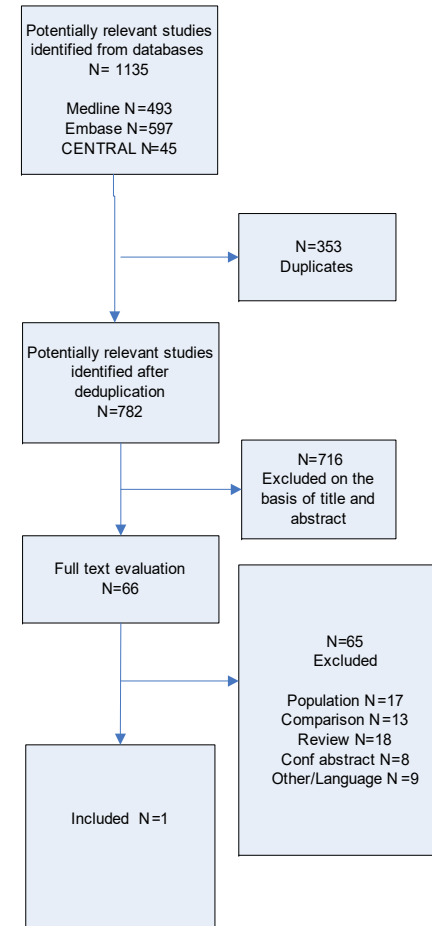 Potentially relevant studies
identified from databases
N= 1135
Medline N=493
Embase N=597
CENTRAL N=45
N=353
Duplicates
Potentially relevant studies
identified after
deduplication
N=782
N=716
Excluded on the
basis of title and
abstract
Full text evaluation
N=66
N=65
Excluded
Population N=17
Comparison N=13
Review N=18
Conf abstract N=8
Other/Language N=9
Included N=1